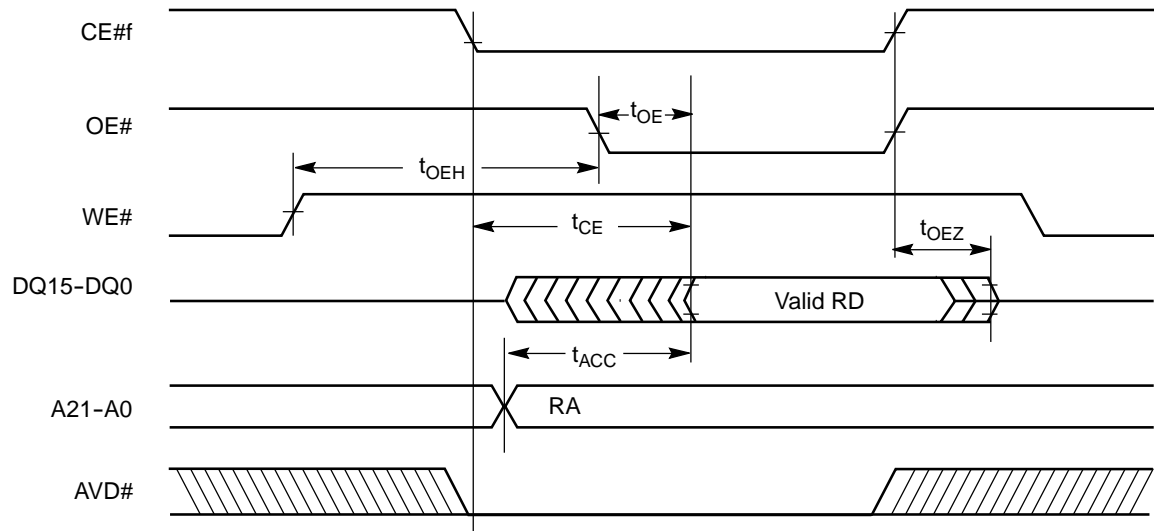 CE#f
OE#
tOE
tOEH
WE#
tCE
tOEZ
DQ15-DQ0
Valid RD
tACC
A21-A0
RA
AVD#